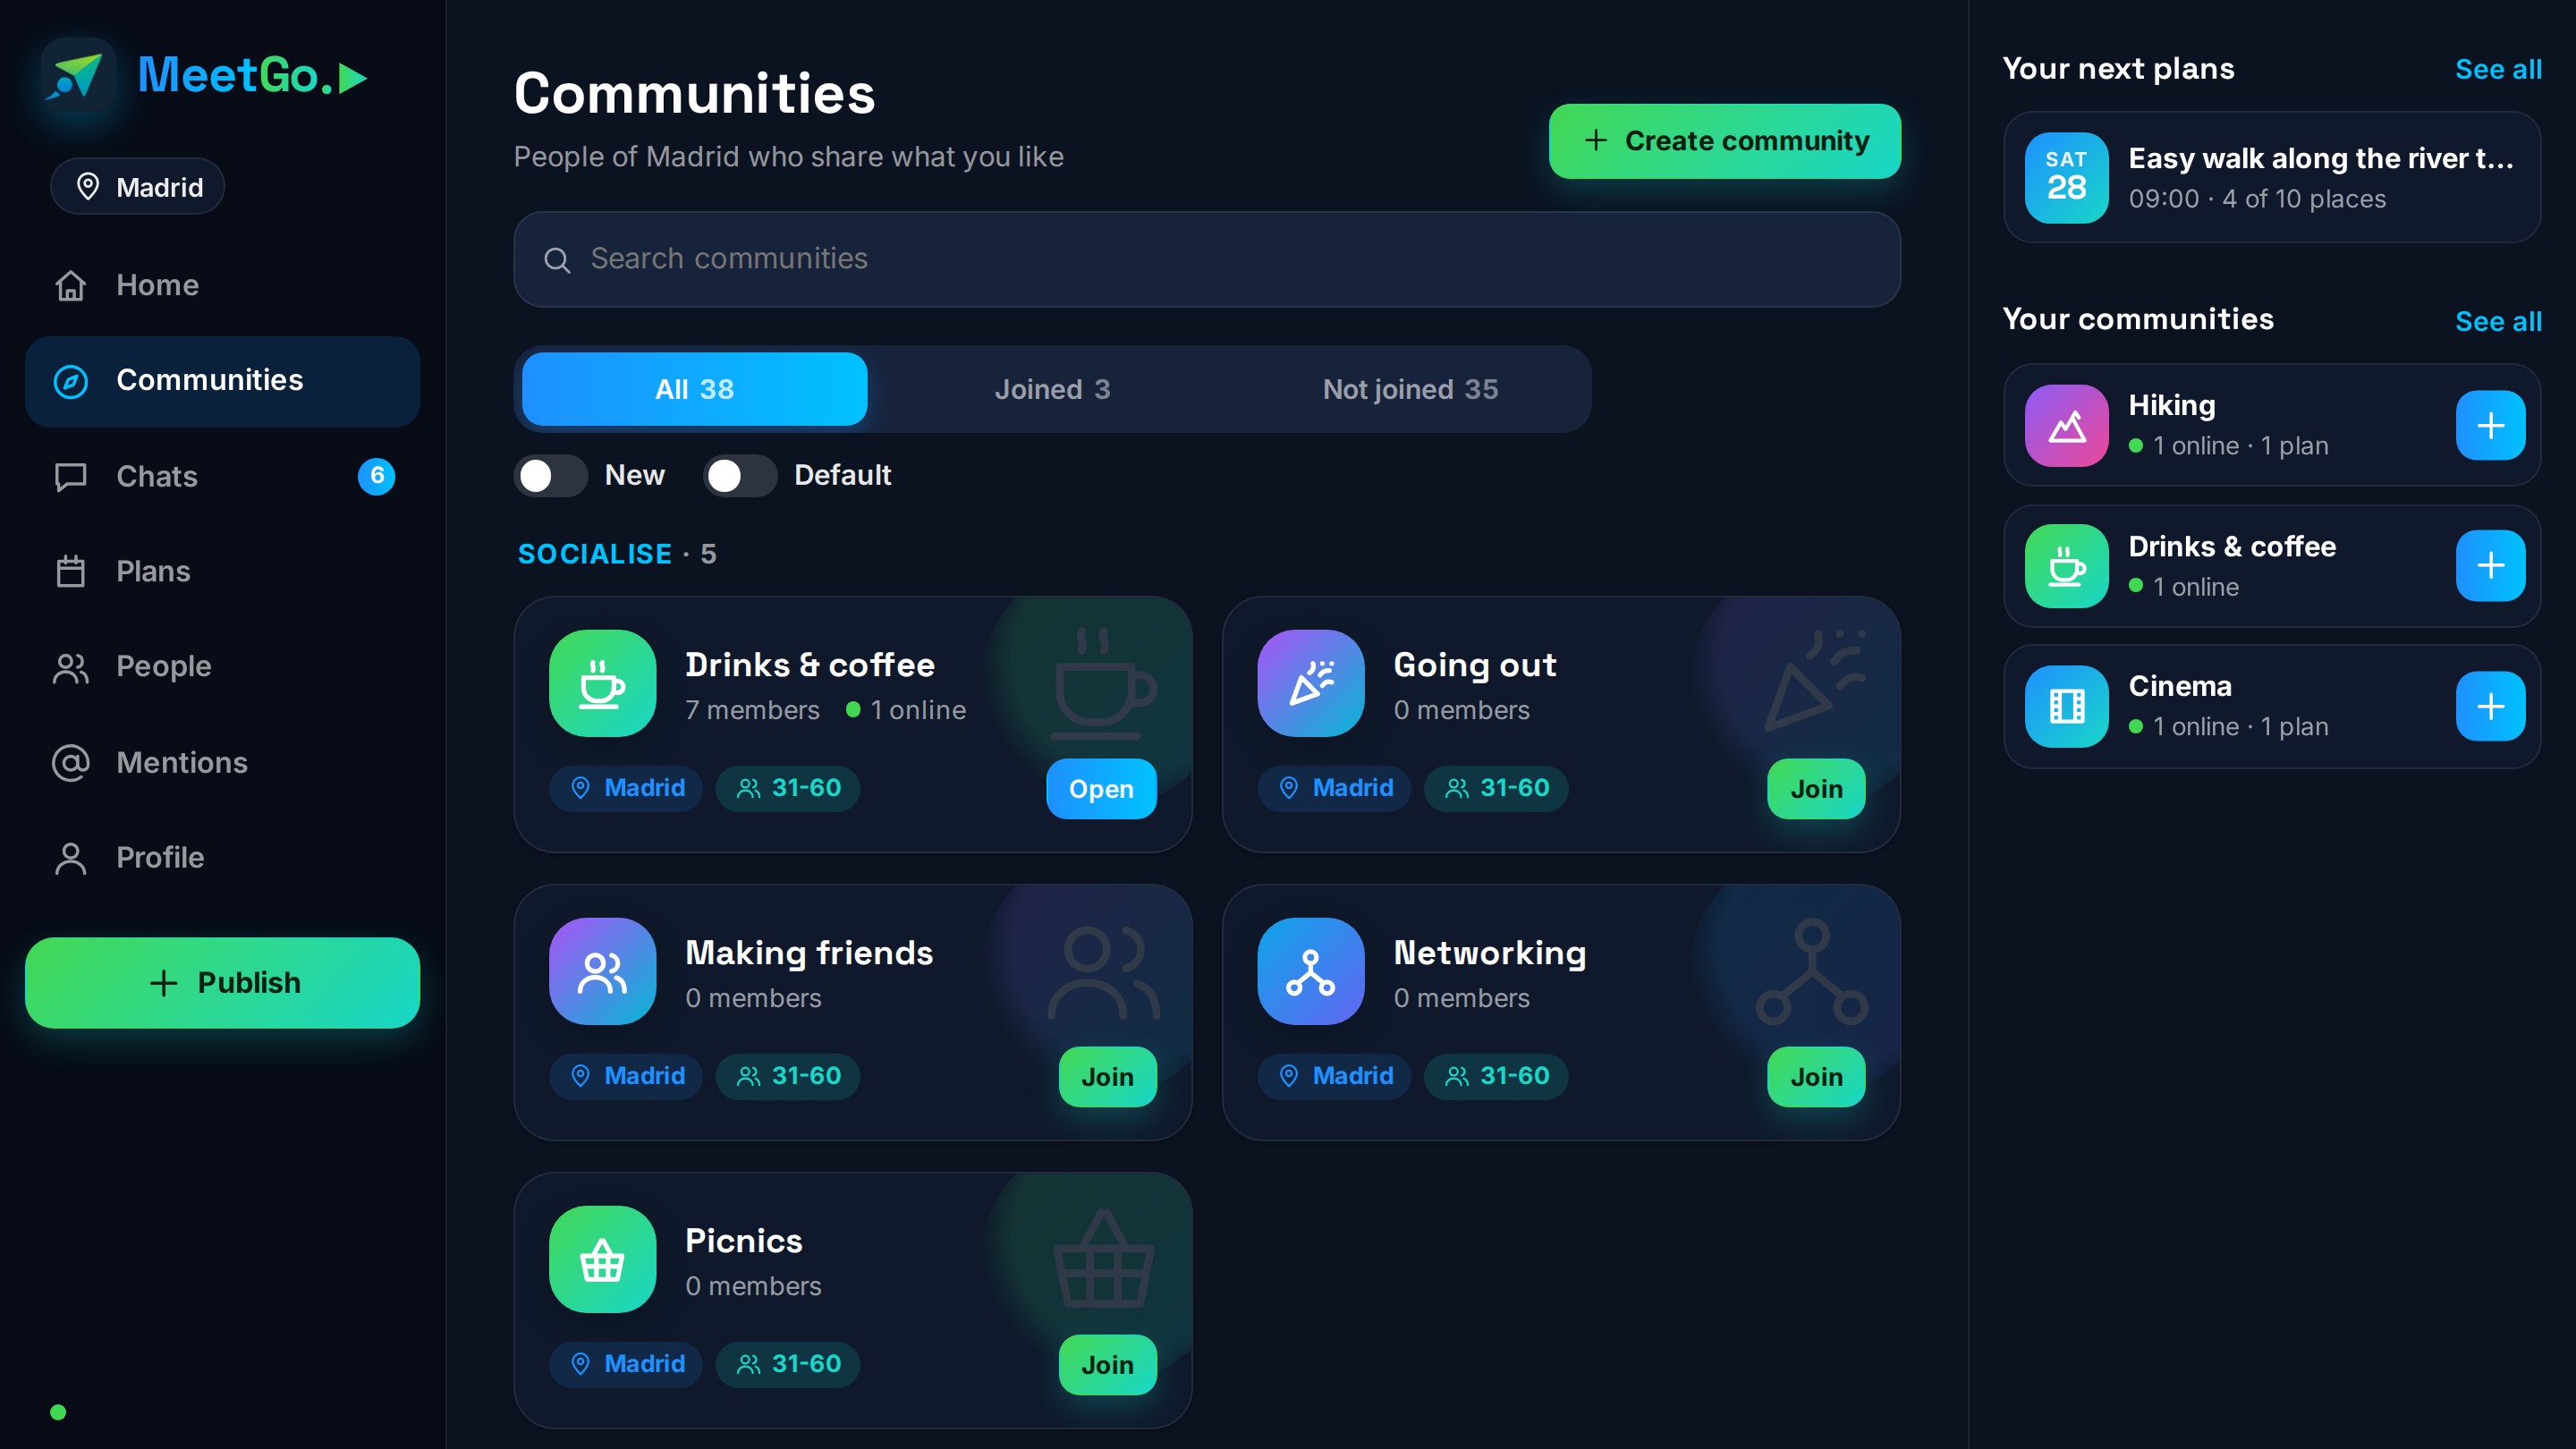 MeetGo.
Madrid
Home
Communities
Chats 6
Plans
People
Mentions
Profile
Publish
Communities
People of Madrid who share what you like
Create community
Search communities
All 38
Joined 3
Not joined 35
New
Default
SOCIALISE · 5
Drinks & coffee
7 members 1 online
Madrid 31-60
Open
Going out
0 members
Madrid 31-60
Join
Making friends
0 members
Madrid 31-60
Join
Networking
0 members
Madrid 31-60
Join
Picnics
0 members
Madrid 31-60
Join
Your next plans
See all
SAT
28
Easy walk along the river t...
09:00 · 4 of 10 places
Your communities
See all
Hiking
1 online · 1 plan
Drinks & coffee
1 online
Cinema
1 online · 1 plan